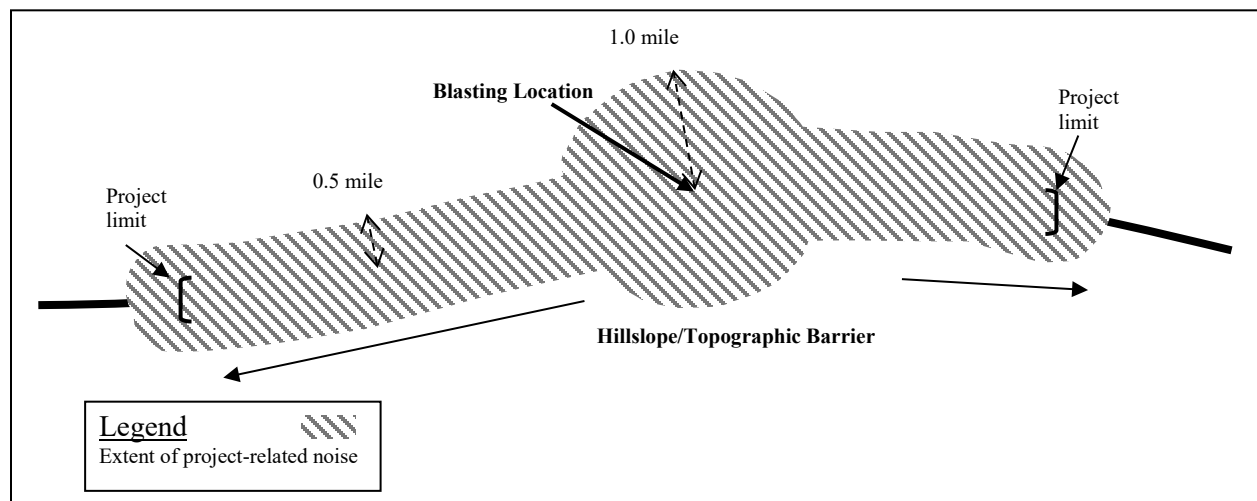 1.0 mile
Blasting Location
Project
limit
0.5 mile
Project
limit
Hillslope/Topographic Barrier
Legend
Extent of project-related noise